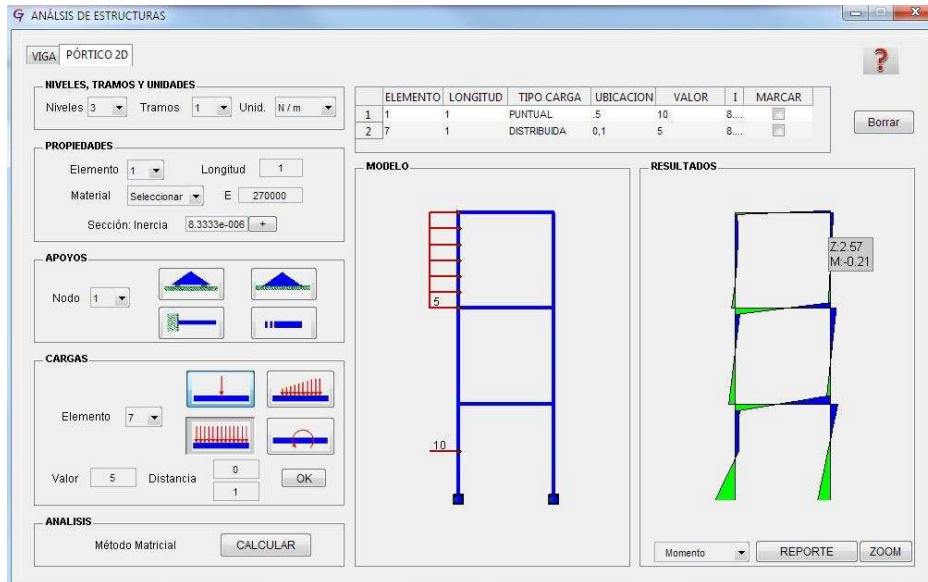 ANÁLSIS DE ESTRUCTURAS
VIGA PÓRTICO 2D
?
NIVELES, TRAMOS Y UNIDADES
Niveles 3 Tramos 1 Unid. N / m
PROPIEDADES
Elemento 1 Longitud 1
Material Seleccionar E 270000
Sección: Inercia 8.3333e-006 +
APOYOS
Nodo 1
CARGAS
Elemento 7
Valor 5 Distancia 0
1
OK
ANALISIS
Método Matricial CALCULAR
ELEMENTO LONGITUD TIPO CARGA UBICACION VALOR I MARCAR
1 1 1 PUNTUAL .5 10 8....
2 7 1 DISTRIBUIDA 0,1 5 8....
Borrar
MODELO
5
10
RESULTADOS
Z:2.57
M:-0.21
Momento REPORTE ZOOM